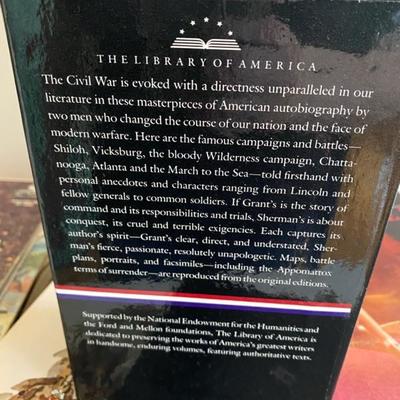 THE LIBRARY OF AMERICA
The Civil War is evoked with a directness unparalleled in our
literature in these masterpieces of American autobiography by
two men who changed the course of our nation and the face of
modern warfare. Here are the famous campaigns and battles—
Shiloh, Vicksburg, the bloody Wilderness campaign, Chatta-
nooga, Atlanta and the March to the Sea—told firsthand with
personal anecdotes and characters ranging from Lincoln and
fellow generals to common soldiers. If Grant's is the story of
command and its responsibilities and trials, Sherman's is about
conquest, its cruel and terrible exigencies. Each captures its
author's spirit—Grant's clear, direct, and understated, Sher-
man's fierce, passionate, resolutely unapologetic. Maps, battle
plans, portraits, and facsimiles—including the Appomattox
terms of surrender—are reproduced from the original editions.
Supported by the National Endowment for the Humanities and
the Ford and Mellon foundations, The Library of America is
dedicated to preserving the works of America's greatest writers
in handsome, enduring volumes, featuring authoritative texts.